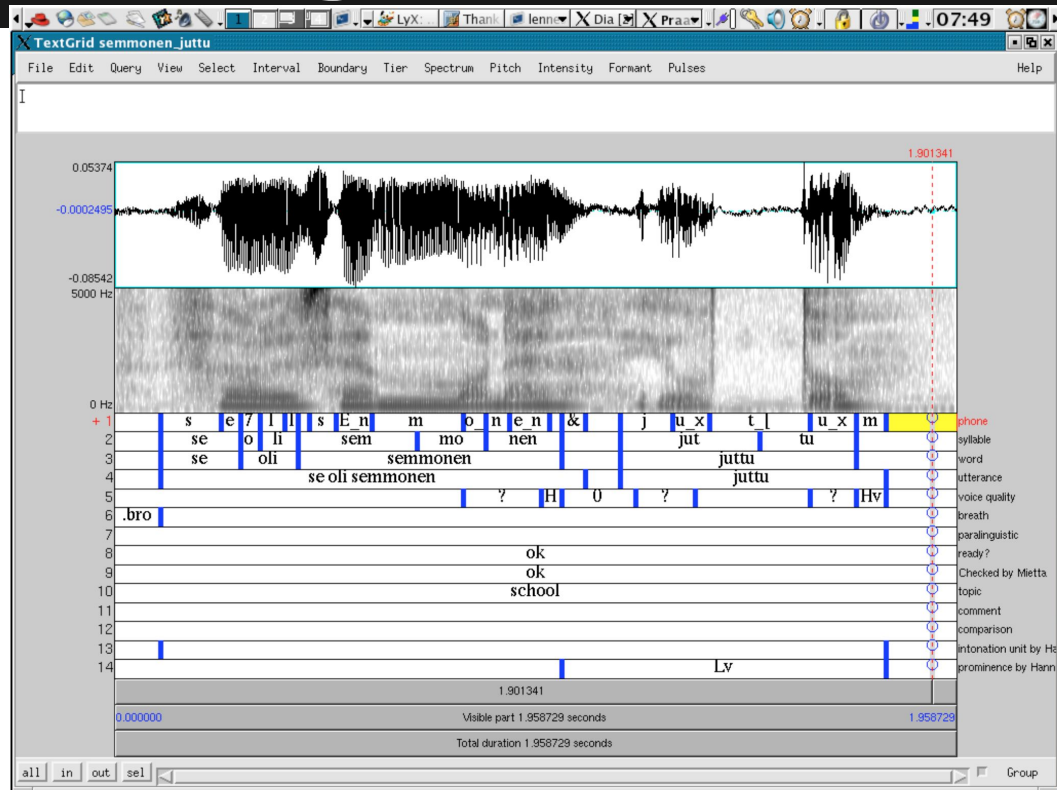 1 LyX: Thank lenne X Dia [ X Praa 07:49
X TextGrid semmonen_juttu
File Edit Query View Select Interval Boundary Tier Spectrum Pitch Intensity Formant Pulses Help
1.901341
0.05374
-0.0002495
-0.08542
5000 Hz
0 Hz
+ 1 s e 7 l I s E_n m o_ n e_n & j u_x t_[ u_x m phone
2 se o li sem mo nen jut tu syllable
3 se oli semmonen juttu word
4 se oli semmonen juttu utterance
5 ? H 0 ? ? Hv voice quality
6 .bro breath
7 paralinguistic
8 ok ready?
9 ok Checked by Mietta
10 school topic
11 comment
12 comparison
13 intonation unit by Ha
14 Lv prominence by Hann
1.901341
0.000000 Visible part 1.958729 seconds 1.958729
Total duration 1.958729 seconds
all in out sel Group